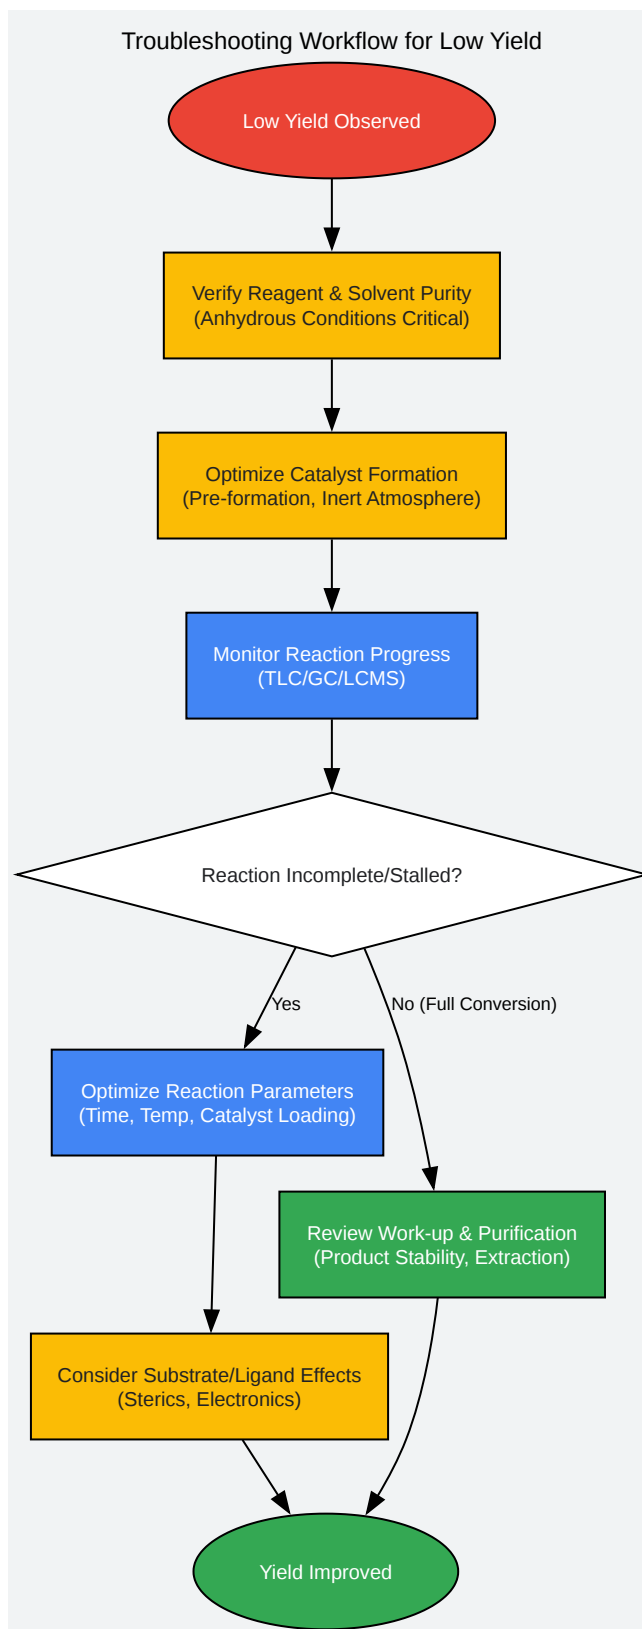 Troubleshooting Workflow for Low Yield
Low Yield Observed
Verify Reagent & Solvent Purity
(Anhydrous Conditions Critical)
Optimize Catalyst Formation
(Pre-formation, Inert Atmosphere)
Monitor Reaction Progress
(TLC/GC/LCMS)
Reaction Incomplete/Stalled?
Yes
No (Full Conversion)
Optimize Reaction Parameters
(Time, Temp, Catalyst Loading)
Review Work-up & Purification
(Product Stability, Extraction)
Consider Substrate/Ligand Effects
(Sterics, Electronics)
Yield Improved